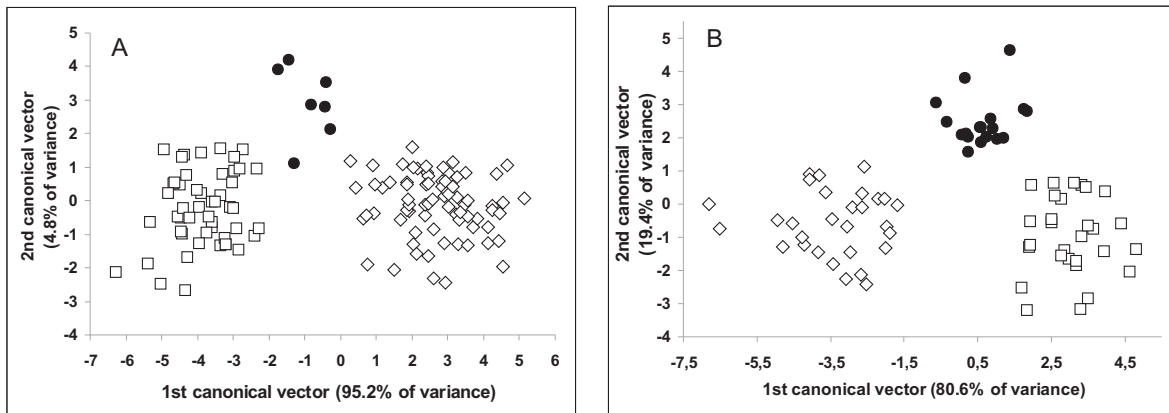 A
2nd canonical vector
(4.8% of variance)
5
4
3
2
1
0
-1
-2
-3
-4
-7 -6 -5 -4 -3 -2 -1 0 1 2 3 4 5 6
1st canonical vector (95.2% of variance)
B
2nd canonical vector
(19.4% of variance)
5
4
3
2
1
0
-1
-2
-3
-4
-7,5 -5,5 -3,5 -1,5 0,5 2,5 4,5
1st canonical vector (80.6% of variance)